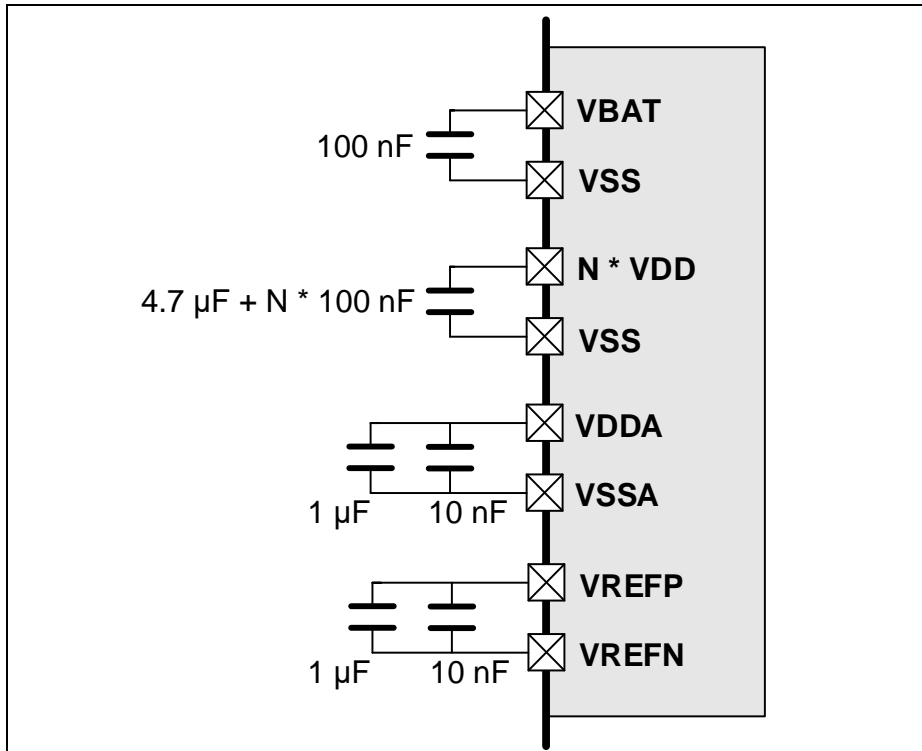 VBAT
100 nF
VSS
N * VDD
4.7 µF + N * 100 nF
VSS
VDDA
VSSA
1 µF 10 nF
VREFP
VREFN
1 µF 10 nF